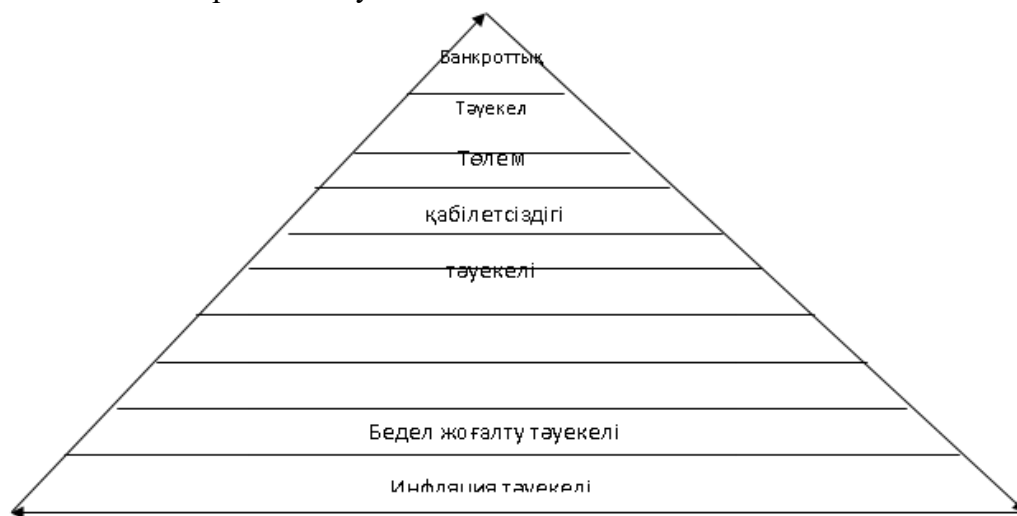 Банкроттық
Тәуекел
Төлем
қабілетсіздігі
тәуекелі
Бедел жоғалту тәуекелі
Инфляция тәуекелі